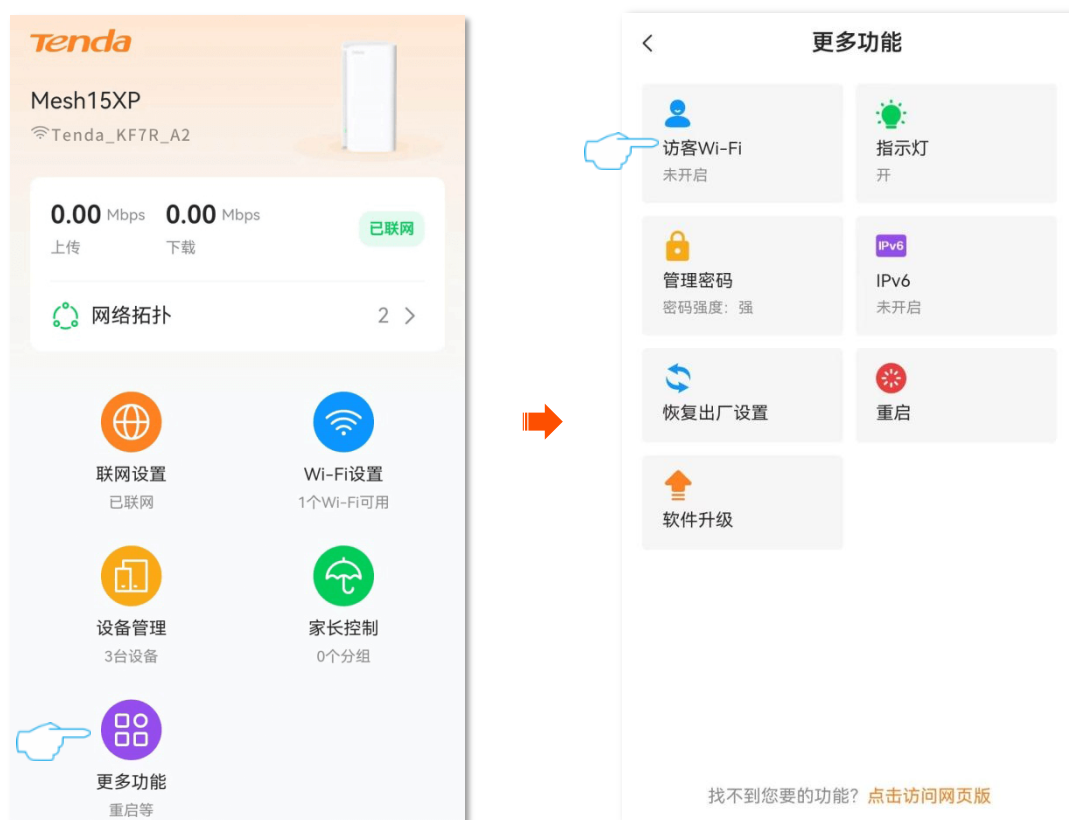 Tenda
Mesh15XP
Tenda_KF7R_A2
0.00 Mbps 0.00 Mbps
上传 下载
已联网
网络拓扑 2
联网设置
已联网
Wi-Fi设置
1个Wi-Fi可用
设备管理
3台设备
家长控制
0个分组
更多功能
重启等
更多功能
访客Wi-Fi
未开启
指示灯
开
管理密码
密码强度：强
IPv6
IPv6
未开启
恢复出厂设置
重启
软件升级
找不到您要的功能？点击访问网页版